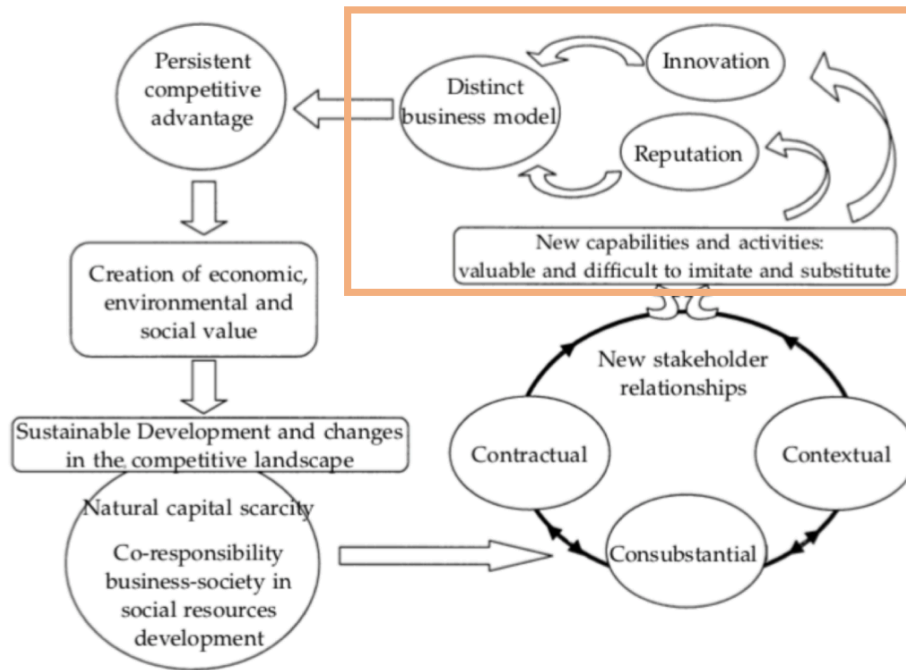 Persistent
competitive
advantage
Distinct
business model
Innovation
Reputation
New capabilities and activities:
valuable and difficult to imitate and substitute
Creation of economic,
environmental and
social value
New stakeholder
relationships
Contractual
Contextual
Consubstantial
Sustainable Development and changes
in the competitive landscape
Natural capital scarcity
Co-responsibility
business-society in
social resources
development